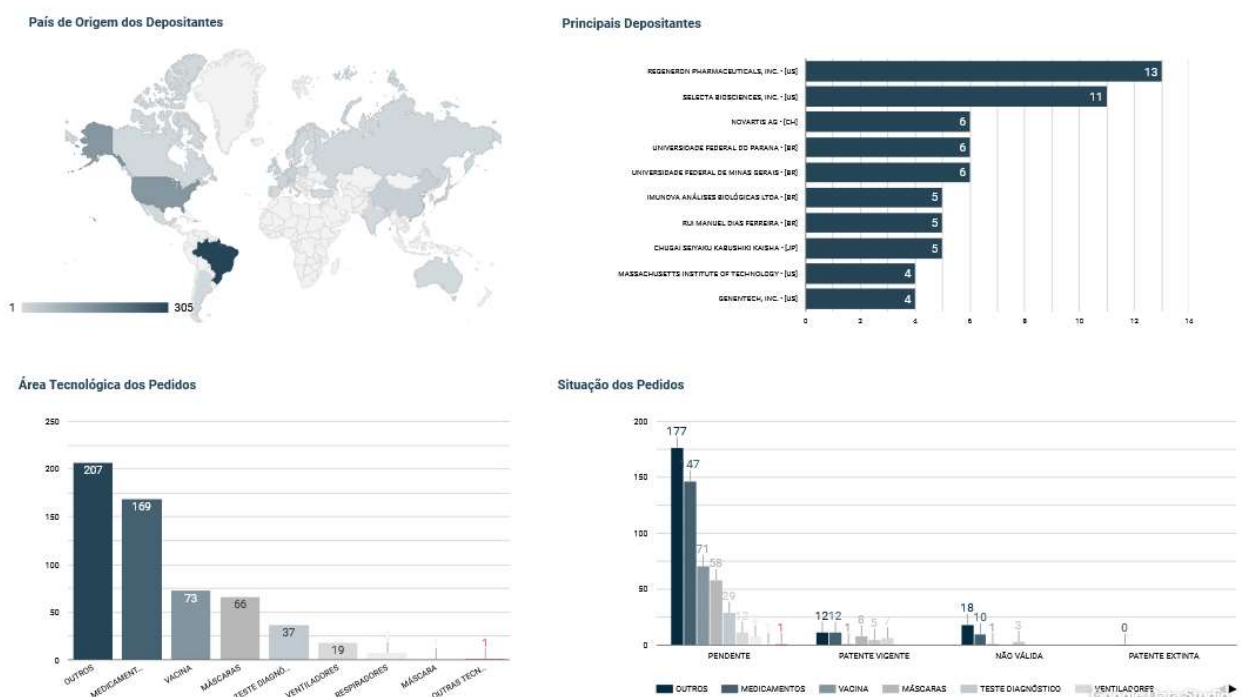 País de Origem dos Depositantes
1
305
Principais Depositantes
REGENERON PHARMACEUTICALS, INC. - [US]
13
SELECTA BIOSCIENCES, INC. - [US]
11
NOVARTIS AG - [CH]
6
UNIVERSIDADE FEDERAL DO PARANA - [BR]
6
UNIVERSIDADE FEDERAL DE MINAS GERAIS - [BR]
6
IMUNOVA ANÁLISES BIOLÓGICAS LTDA - [BR]
5
RUI MANUEL DIAS FERREIRA - [BR]
5
CHUGAI SEIYAKU KABUSHIKI KAISHA - [JP]
5
MASSACHUSETTS INSTITUTE OF TECHNOLOGY - [US]
4
GENENTECH, INC. - [US]
4
0 2 4 6 8 10 12 14
Área Tecnológica dos Pedidos
250
200
150
100
50
0
207
169
73
66
37
19
1
OUTROS
MEDICAMENT...
VACINA
MÁSCARAS
TESTE DIAGNÓ...
VENTILADORES
RESPIRADORES
MÁSCARA
OUTRAS TECN...
Situação dos Pedidos
200
150
100
50
0
177
47
71
58
29
12
1
12 12 1 8 5 7
18 10 1 3
0
PENDENTE
PATENTE VIGENTE
NÃO VÁLIDA
PATENTE EXTINTA
OUTROS MEDICAMENTOS VACINA MÁSCARAS TESTE DIAGNÓSTICO VENTILADORES